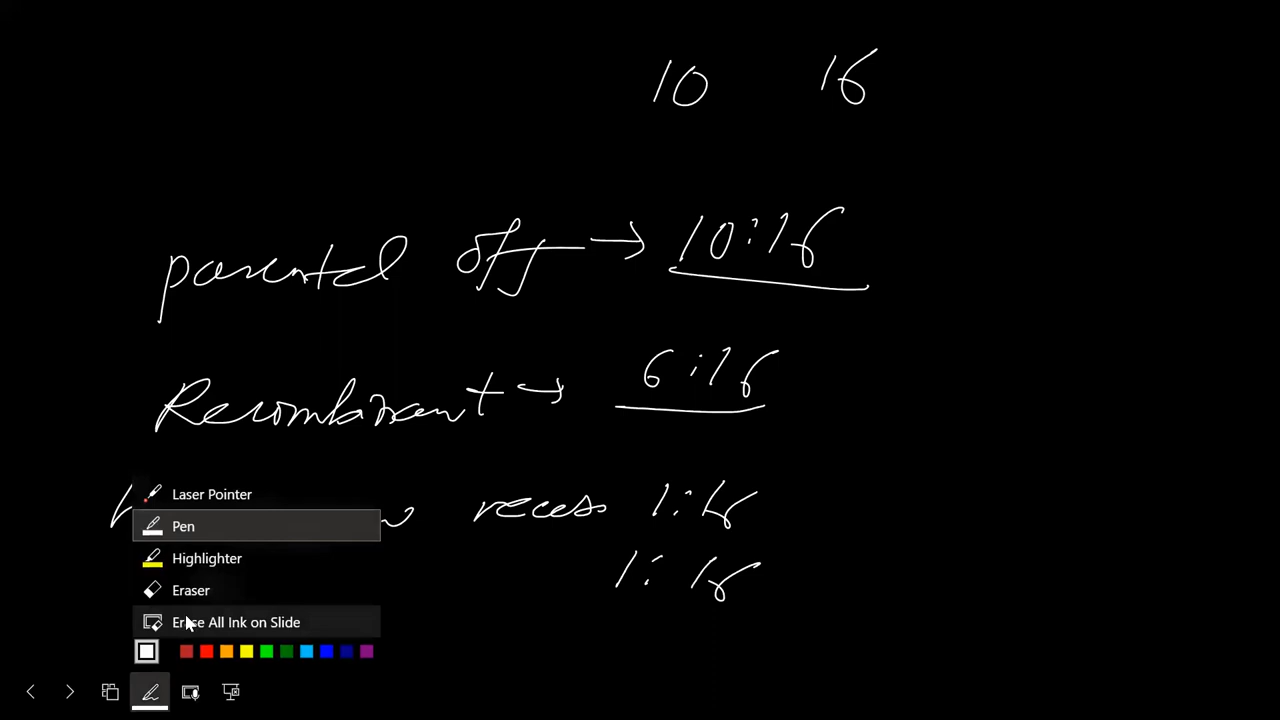 10 16
parental off → 10:16
Recombinant → 6:16
recess 1:16
1:16
Laser Pointer
Pen
Highlighter
Eraser
Erase All Ink on Slide